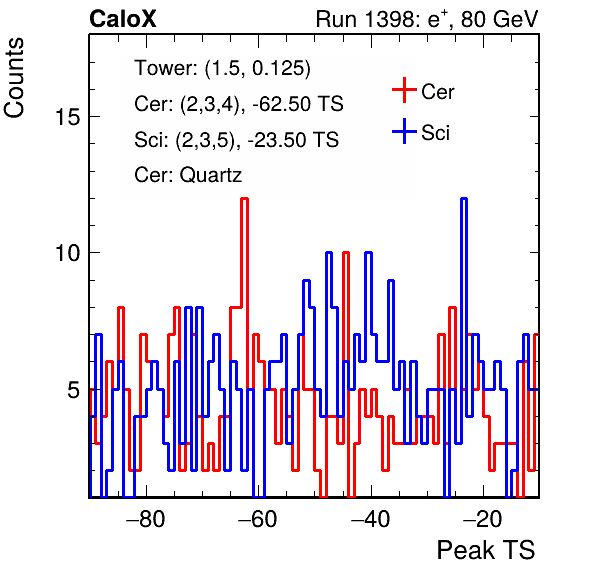 CaloX Run 1398: e⁺, 80 GeV
Counts
Tower: (1.5, 0.125)
Cer: (2,3,4), -62.50 TS
Sci: (2,3,5), -23.50 TS
Cer: Quartz
Cer
Sci
15
10
5
−80 −60 −40 −20
Peak TS